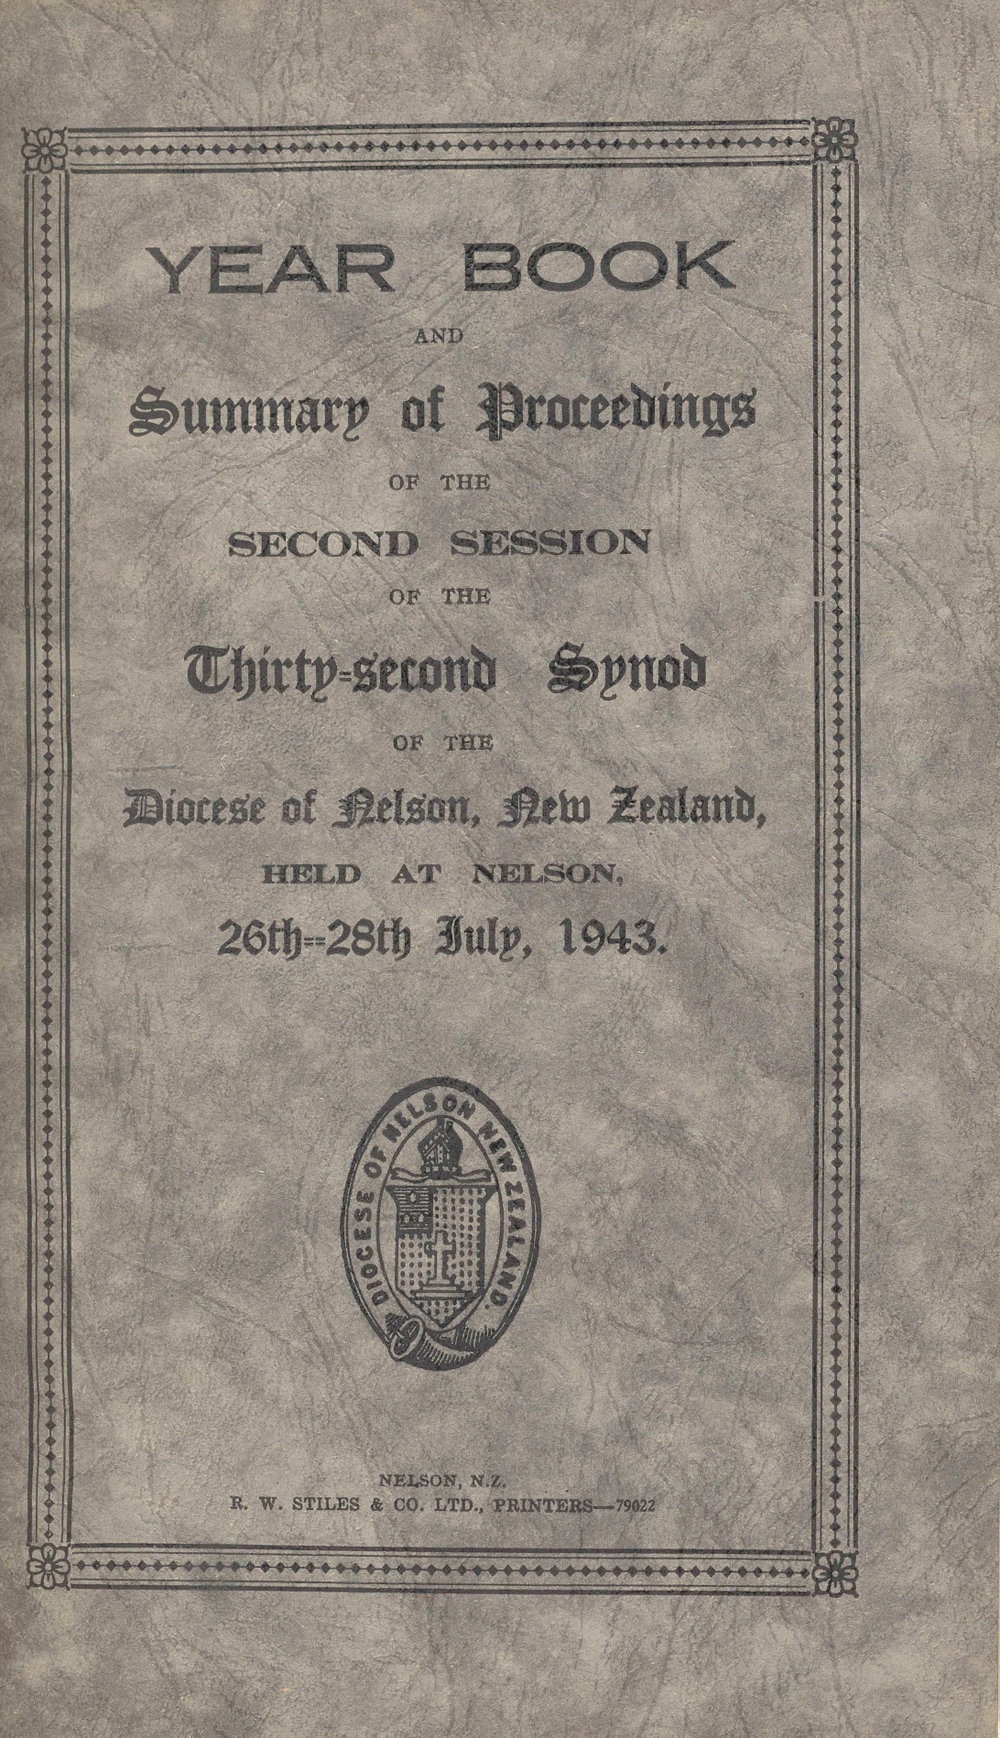 YEAR BOOK
AND
Summary of Proceedings
OF THE
SECOND SESSION
OF THE
Thirty=second Synod
OF THE
Diocese of Nelson, New Zealand,
HELD AT NELSON,
26th=28th July, 1943.
DIOCESE OF NELSON NEW ZEALAND.
NELSON, N.Z.
R. W. STILES & CO. LTD., PRINTERS—79022